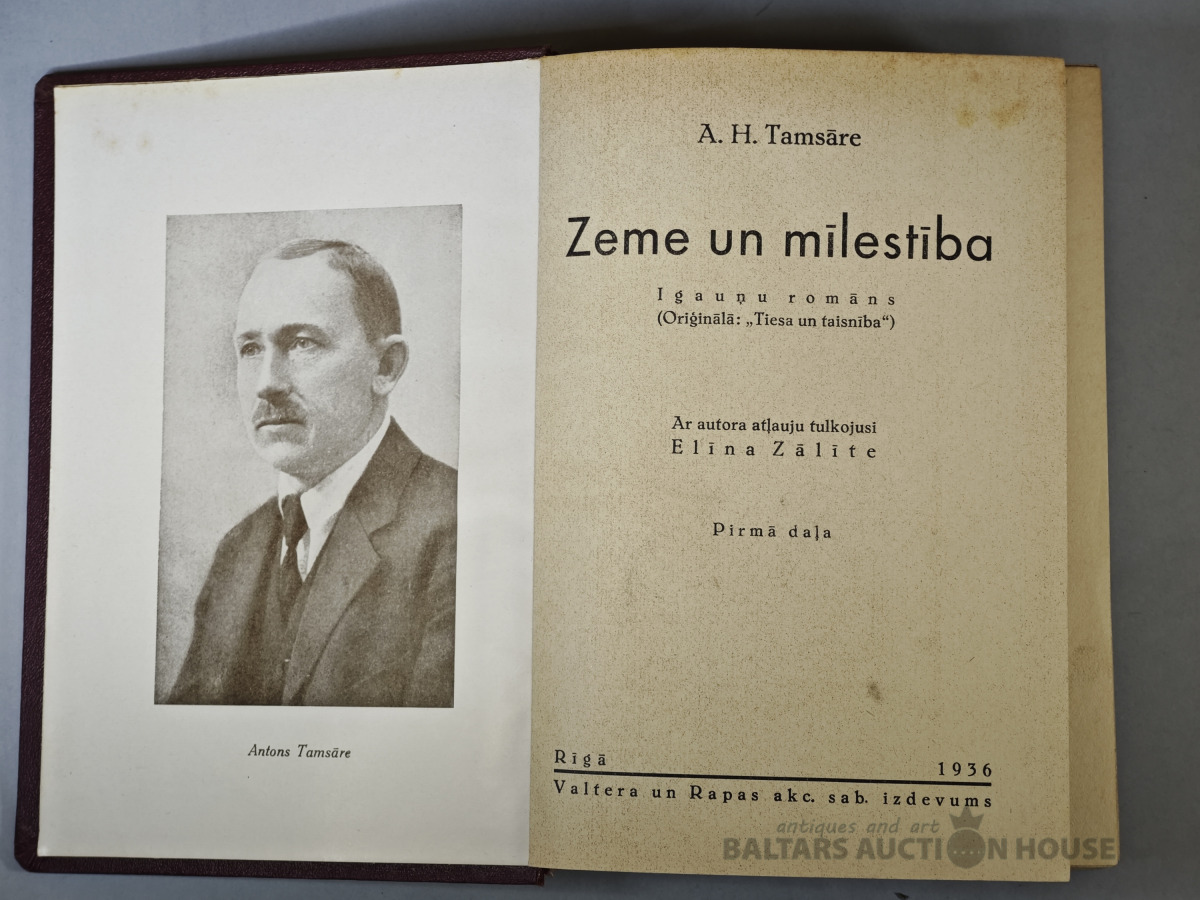 Antons Tamsāre
A. H. Tamsāre
Zeme un mīlestība
Igauņu romāns
(Oriģinālā: „Tiesa un taisnība“)
Ar autora atļauju tulkojusi
Elīna Zālīte
Pirmā daļa
Rīgā 1936
Valtera un Rapas akc. sab. izdevums
antiques and art
BALTARS AUCTION HOUSE